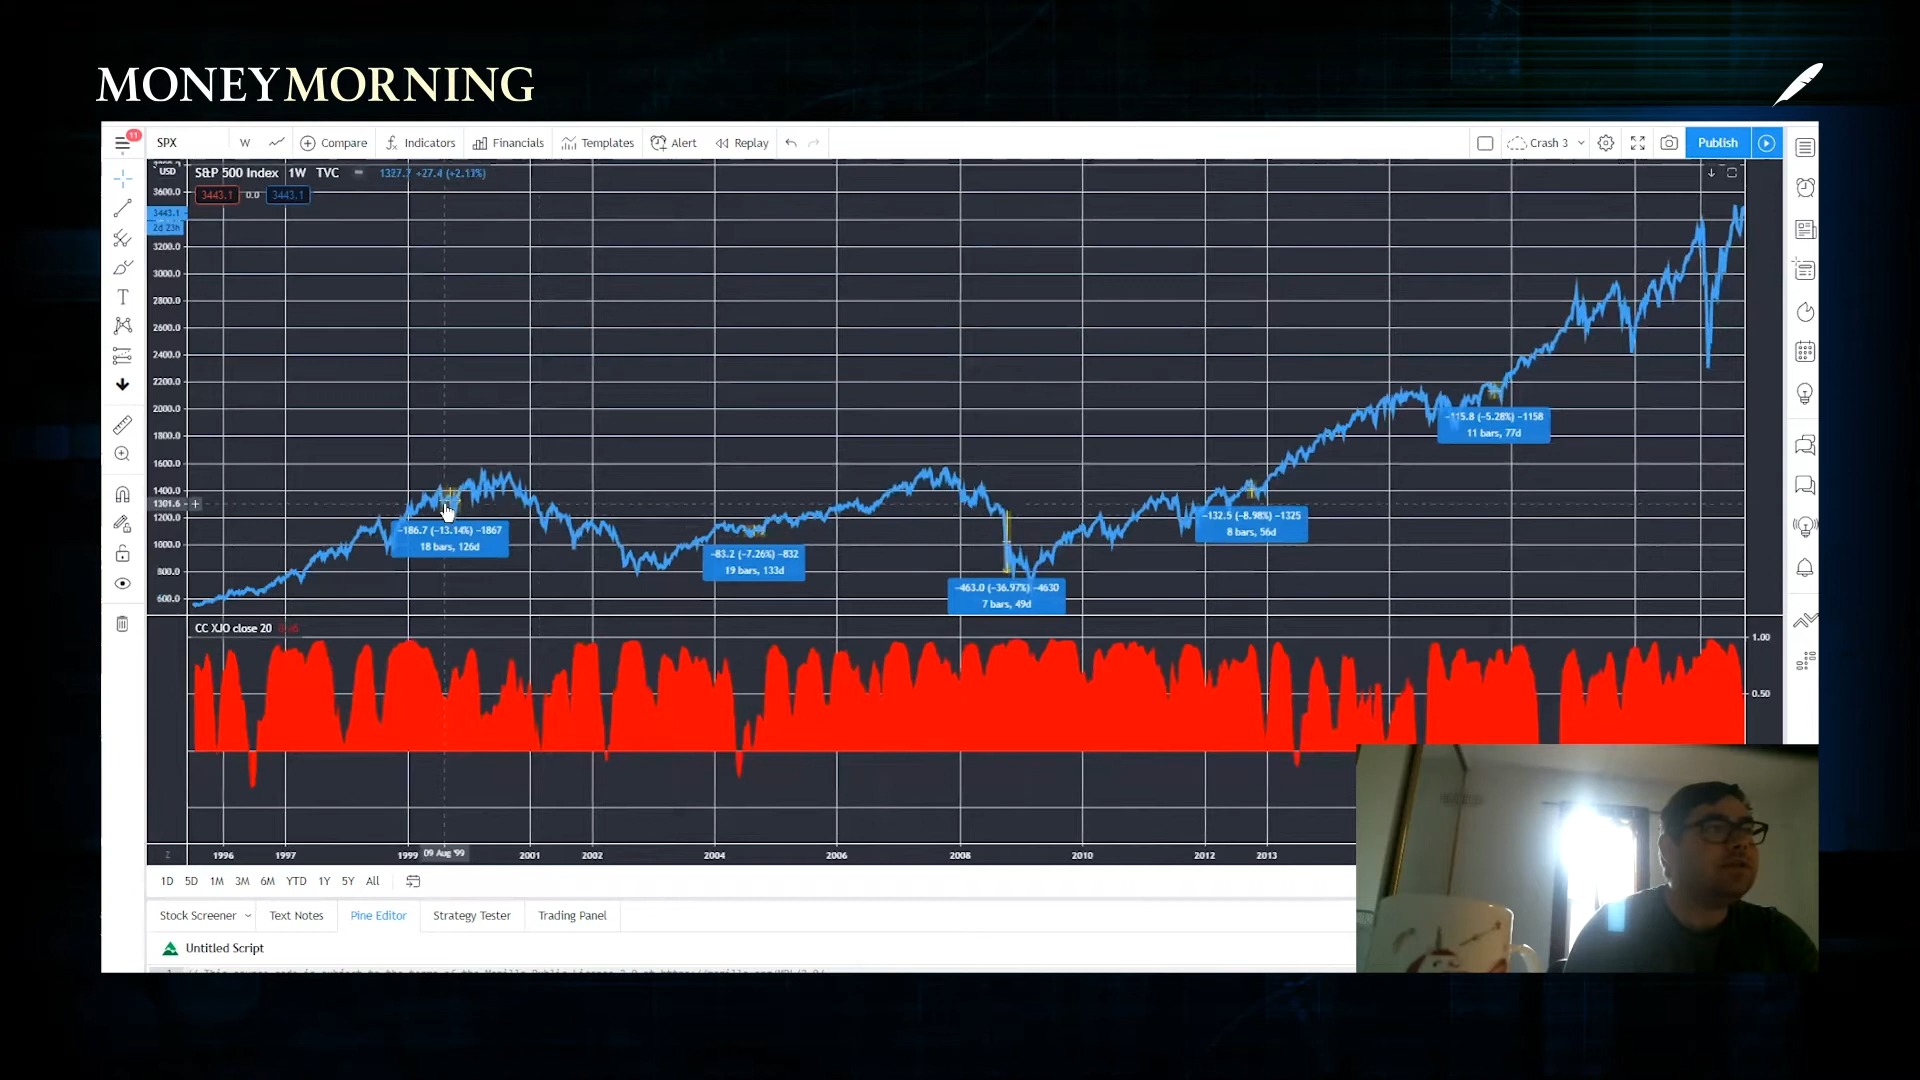 MONEYMORNING
11
SPX W Compare Indicators Financials Templates Alert Replay Crash 3 Publish
USD S&P 500 Index 1W TVC 1327.7 +27.4 (+2.13%)
3443.1 0.0 3443.1
3600.0
3443.1
2d 23h
3200.0
3000.0
2800.0
2600.0
2400.0
2200.0
2000.0
1800.0
1600.0
1400.0
1301.6
1200.0
1000.0
800.0
600.0
−186.7 (−13.14%) −1867
18 bars, 126d
−83.2 (−7.26%) −832
19 bars, 133d
−463.0 (−36.97%) −4630
7 bars, 49d
−132.5 (−8.98%) −1325
8 bars, 56d
−115.8 (−5.28%) −1158
11 bars, 77d
CC XJO close 20
1.00
0.50
Z 1996 1997 1999 09 Aug '99 2001 2002 2004 2006 2008 2010 2012 2013
1D 5D 1M 3M 6M YTD 1Y 5Y All
Stock Screener Text Notes Pine Editor Strategy Tester Trading Panel
Untitled Script